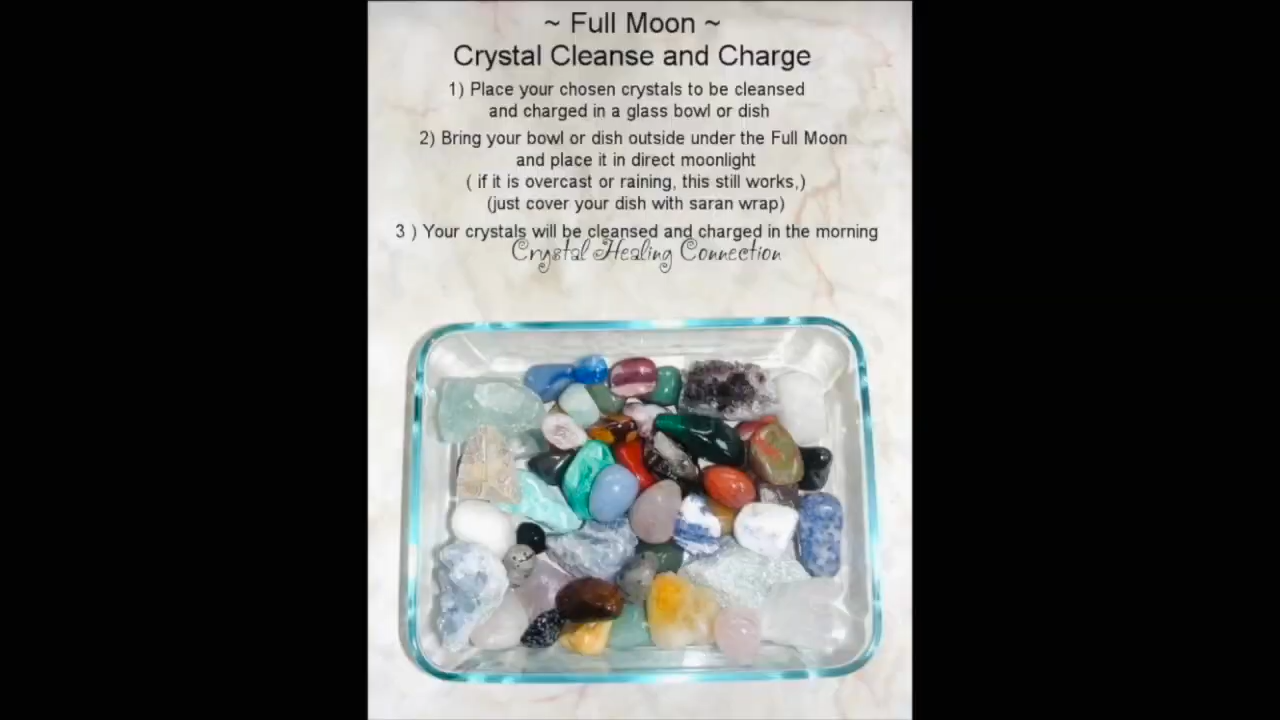 ~ Full Moon ~
Crystal Cleanse and Charge
1) Place your chosen crystals to be cleansed
and charged in a glass bowl or dish
2) Bring your bowl or dish outside under the Full Moon
and place it in direct moonlight
( if it is overcast or raining, this still works,)
(just cover your dish with saran wrap)
3 ) Your crystals will be cleansed and charged in the morning
Crystal Healing Connection